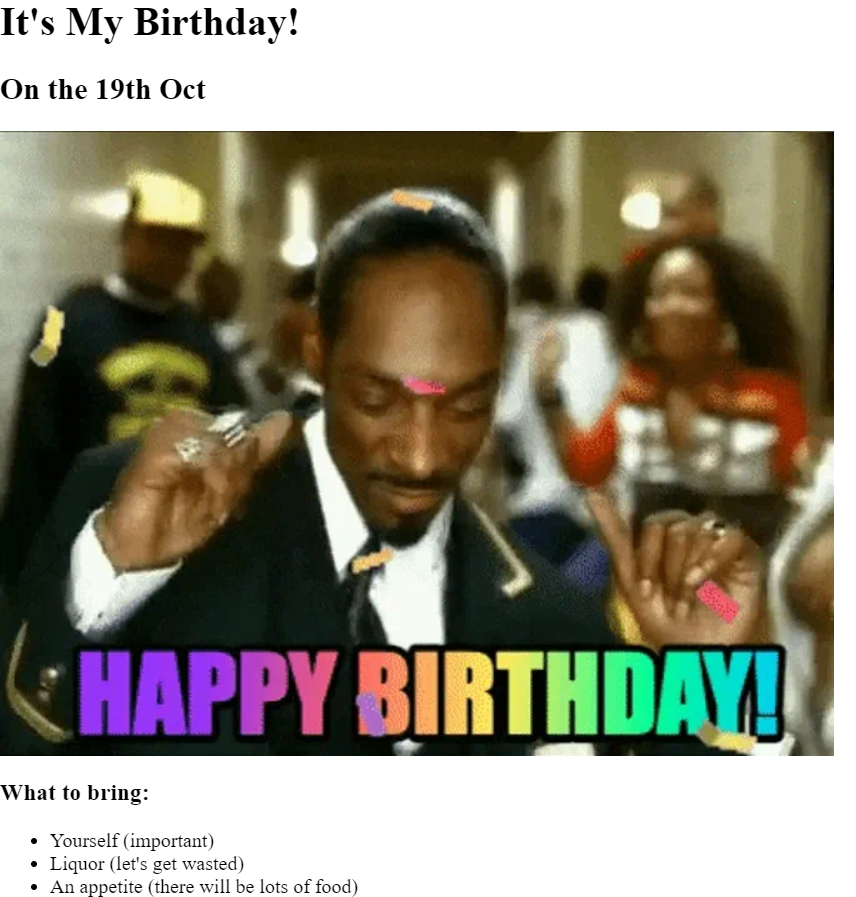 It's My Birthday!
On the 19th Oct
HAPPY BIRTHDAY!
What to bring:
Yourself (important)
Liquor (let's get wasted)
An appetite (there will be lots of food)